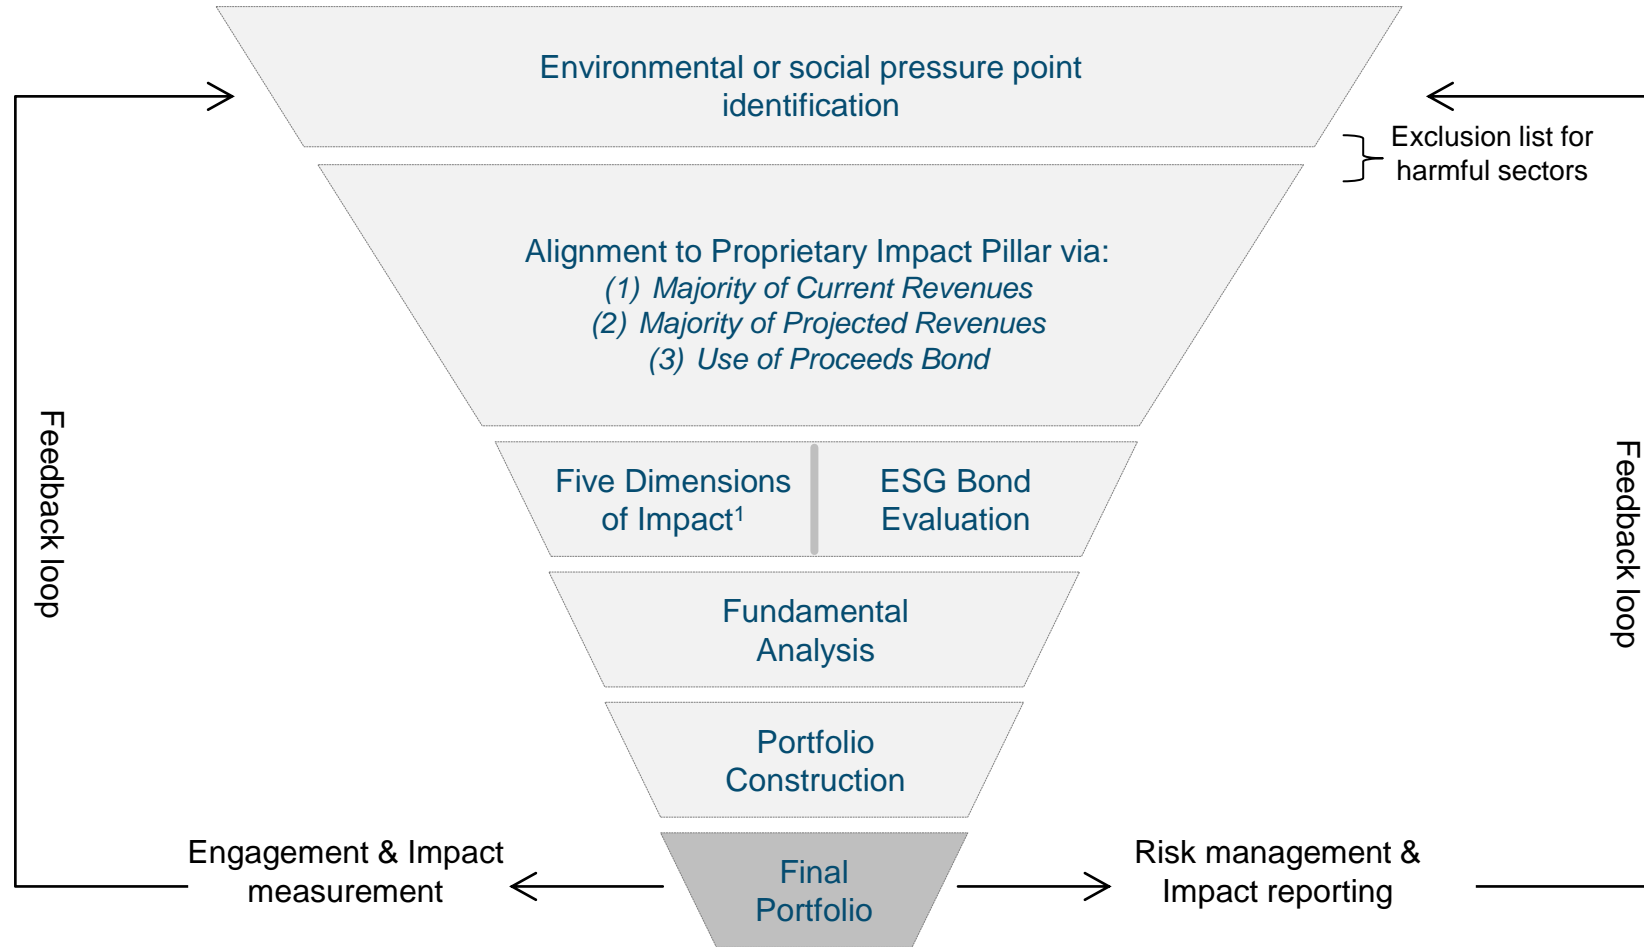 Environmental or social pressure point
identification
Exclusion list for
harmful sectors
Alignment to Proprietary Impact Pillar via:
(1) Majority of Current Revenues
(2) Majority of Projected Revenues
(3) Use of Proceeds Bond
Feedback loop
Feedback loop
Five Dimensions
of Impact¹
ESG Bond
Evaluation
Fundamental
Analysis
Portfolio
Construction
Engagement & Impact
measurement
Final
Portfolio
Risk management &
Impact reporting